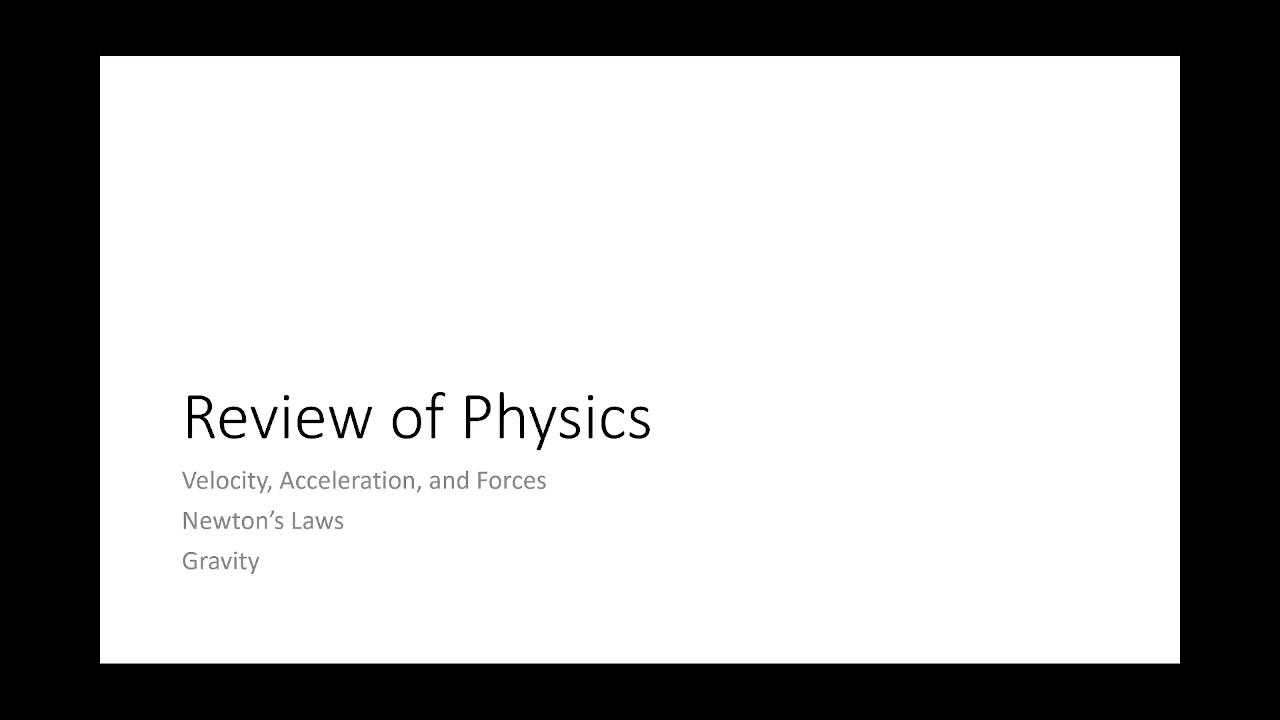 Review of Physics
Velocity, Acceleration, and Forces
Newton’s Laws
Gravity